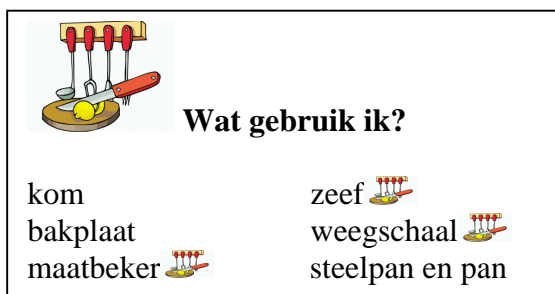 Wat gebruik ik?
kom
bakplaat
maatbeker
zeef
weegschaal
steelpan en pan